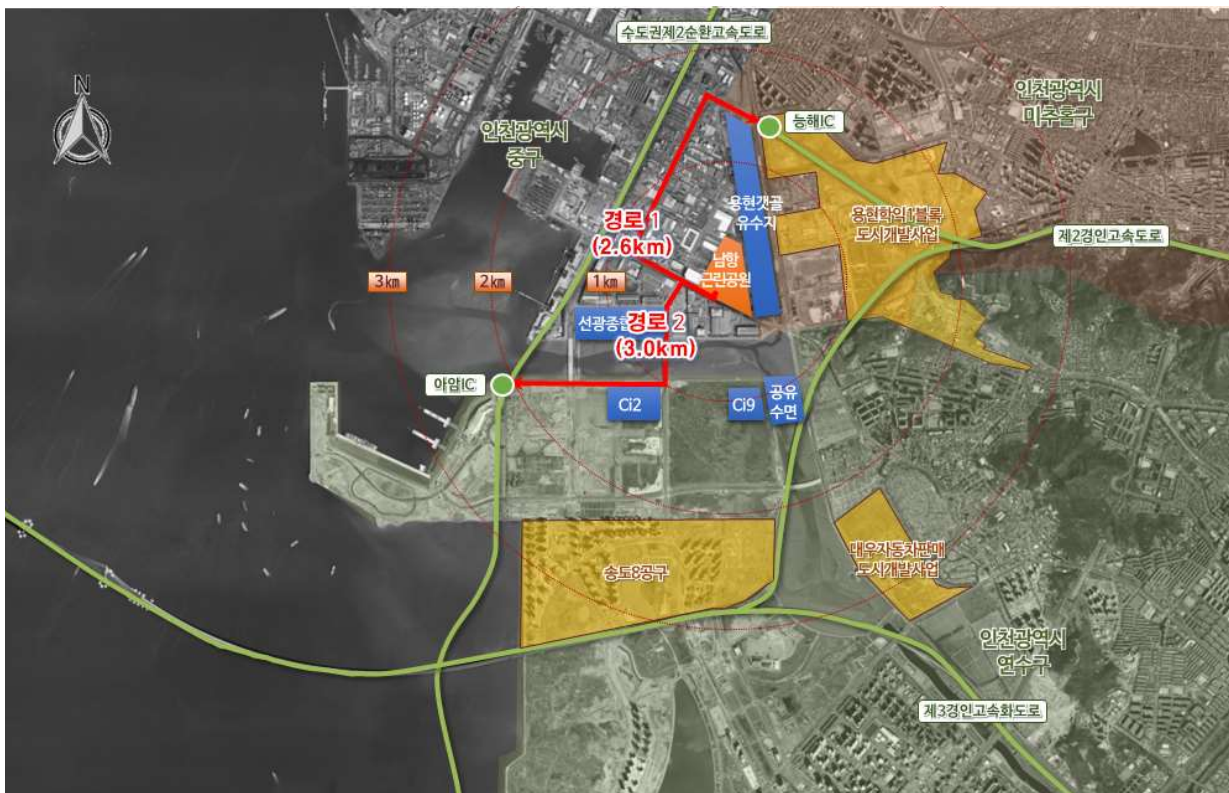 수도권제2순환고속도로
N
인천광역시
중구
능해IC
인천광역시
미추홀구
용현갯골
유수지
용현학익1블록
도시개발사업
제2경인고속도로
경로 1
(2.6km)
남항
근린공원
3km
2km
1km
선광종합
경로 2
(3.0km)
아암IC
Ci2
Ci9
공유
수면
송도8공구
대우자동차판매
도시개발사업
인천광역시
연수구
제3경인고속화도로